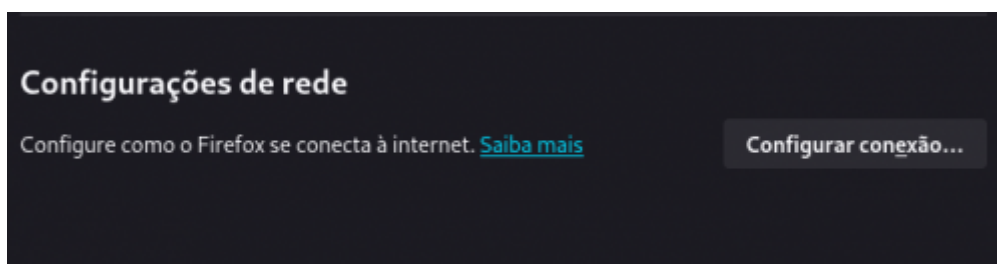 Configurações de rede
Configure como o Firefox se conecta à internet. Saiba mais
Configurar conexão...